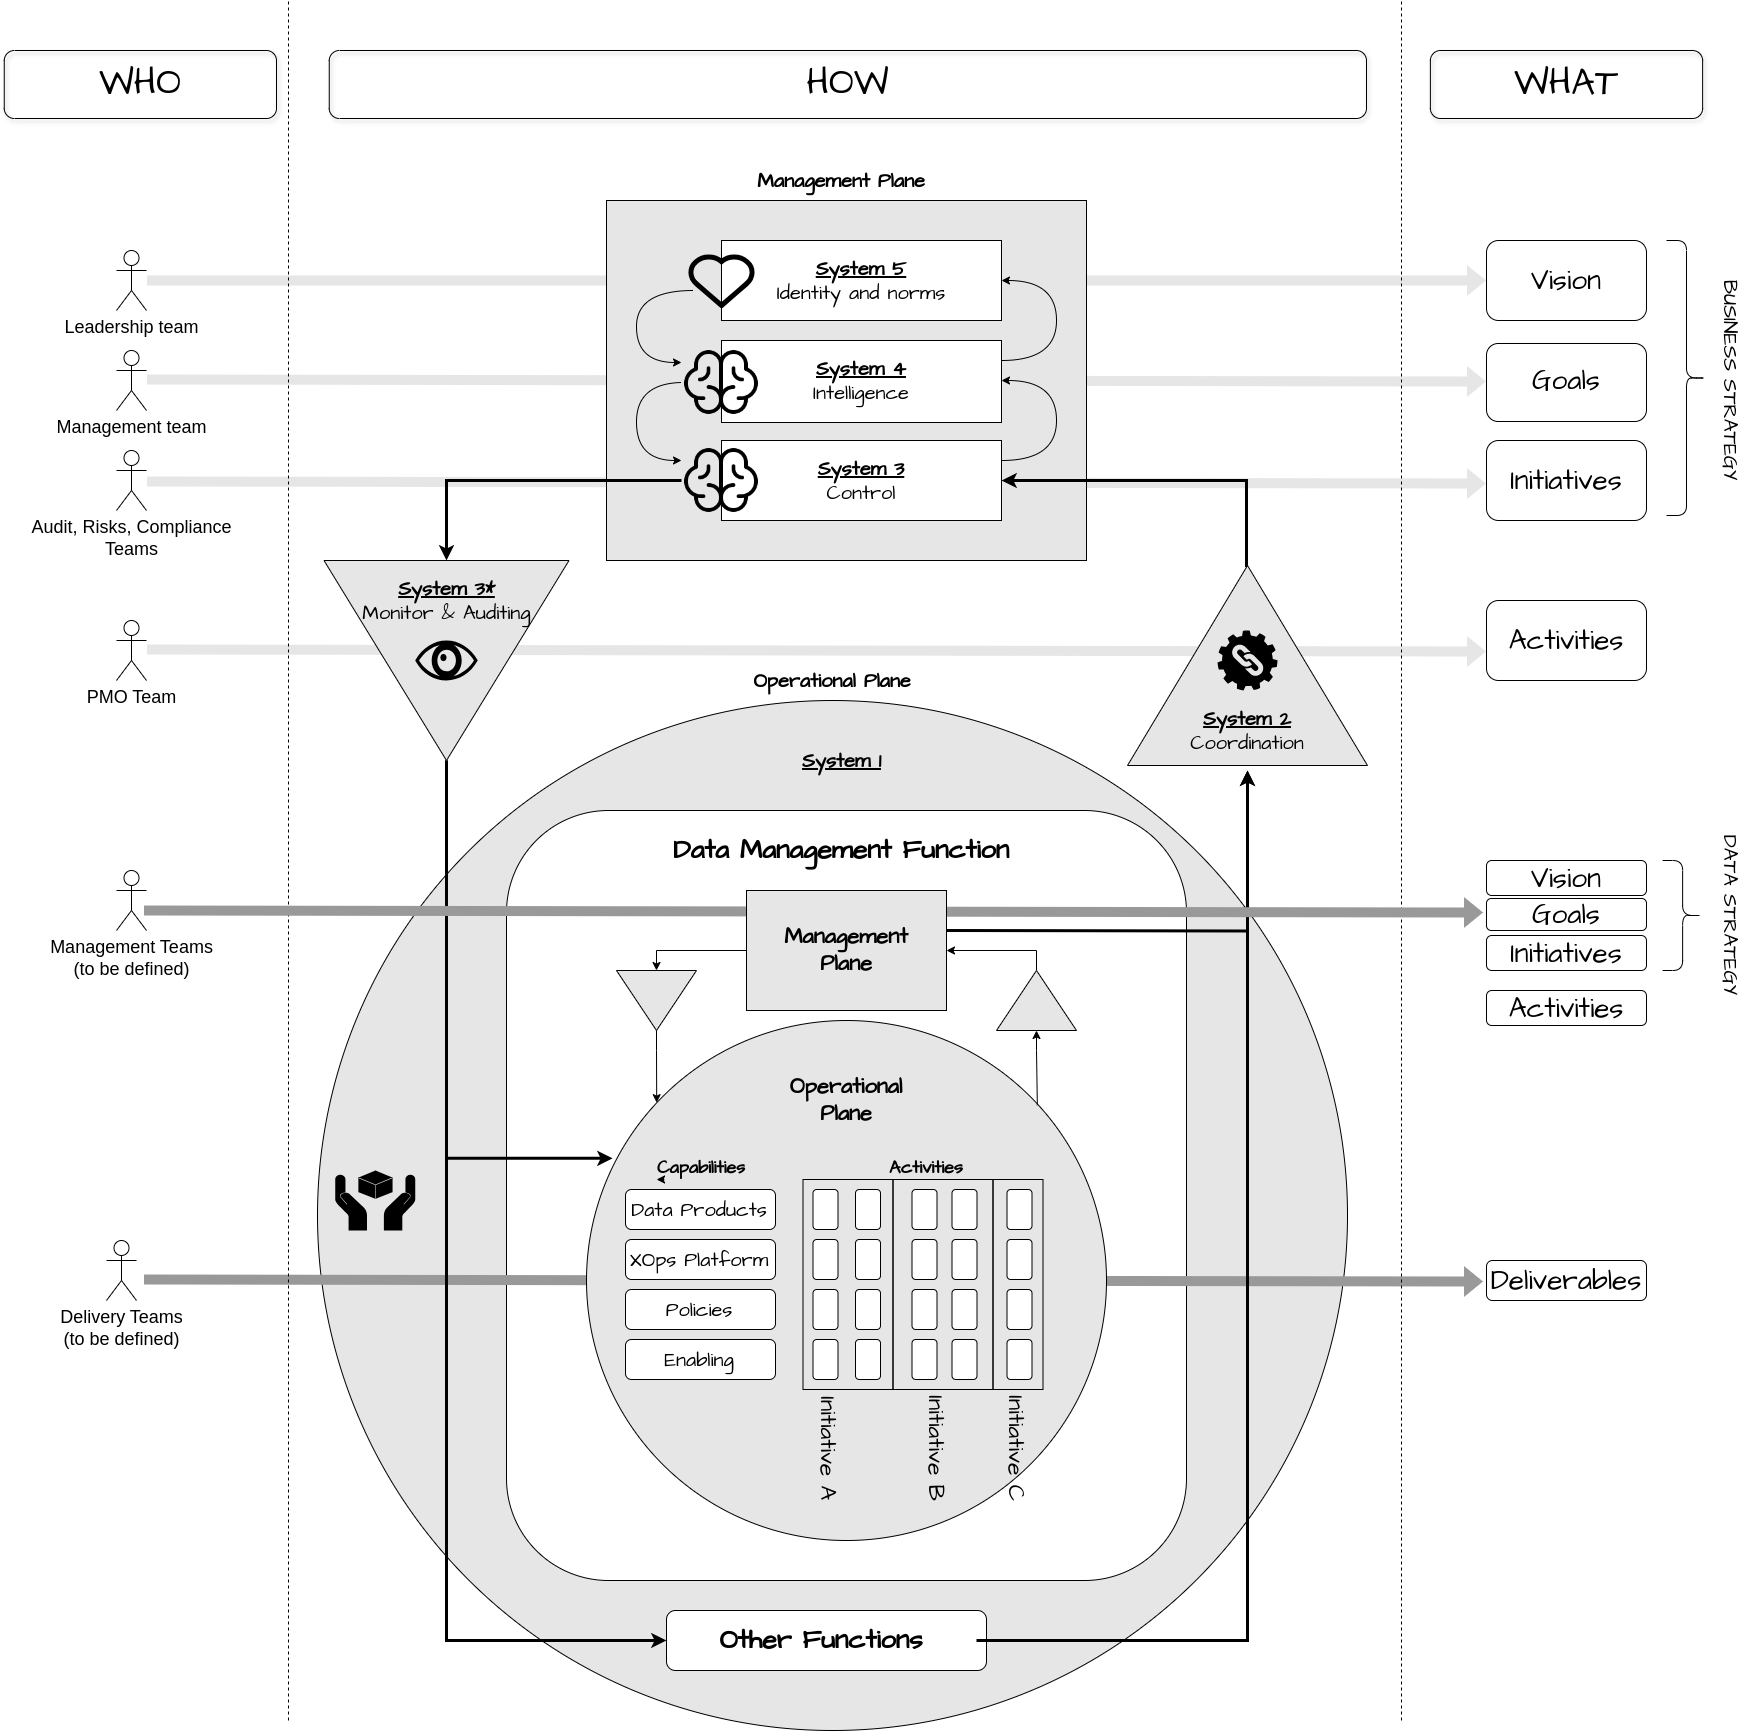 WHO
HOW
WHAT
Management Plane
System 5
Identity and norms
System 4
Intelligence
System 3
Control
Leadership team
Management team
Audit, Risks, Compliance
Teams
PMO Team
Vision
Goals
Initiatives
BUSINESS STRATEGY
Activities
System 3*
Monitor & Auditing
System 2
Coordination
Operational Plane
System 1
Data Management Function
Management
Plane
Management Teams
(to be defined)
Vision
Goals
Initiatives
Activities
DATA STRATEGY
Operational
Plane
Capabilities
Data Products
XOps Platform
Policies
Enabling
Activities
Initiative A
Initiative B
Initiative C
Delivery Teams
(to be defined)
Deliverables
Other Functions